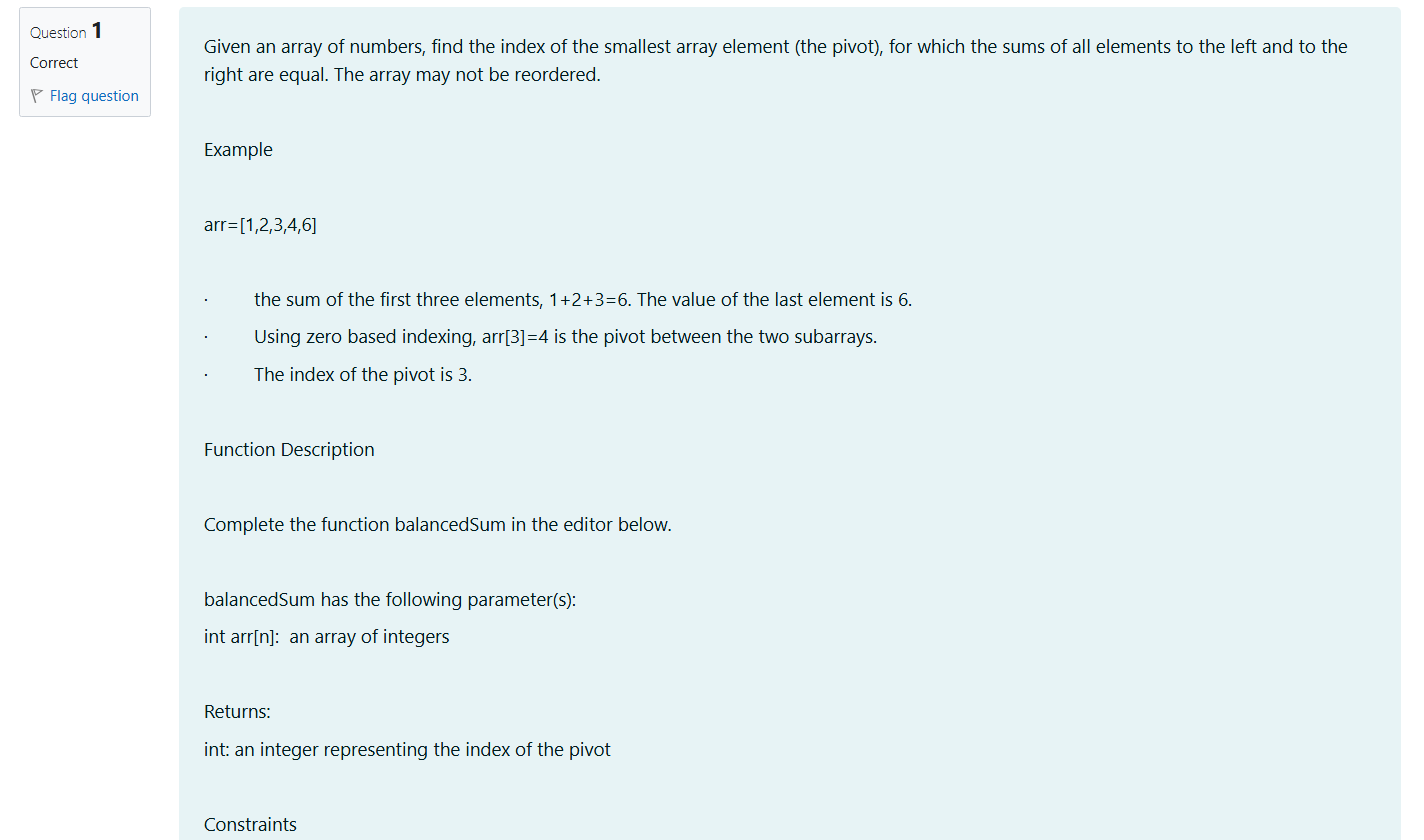 Question 1
Correct
Flag question
Given an array of numbers, find the index of the smallest array element (the pivot), for which the sums of all elements to the left and to the
right are equal. The array may not be reordered.
Example
arr=[1,2,3,4,6]
· the sum of the first three elements, 1+2+3=6. The value of the last element is 6.
· Using zero based indexing, arr[3]=4 is the pivot between the two subarrays.
· The index of the pivot is 3.
Function Description
Complete the function balancedSum in the editor below.
balancedSum has the following parameter(s):
int arr[n]:  an array of integers
Returns:
int: an integer representing the index of the pivot
Constraints